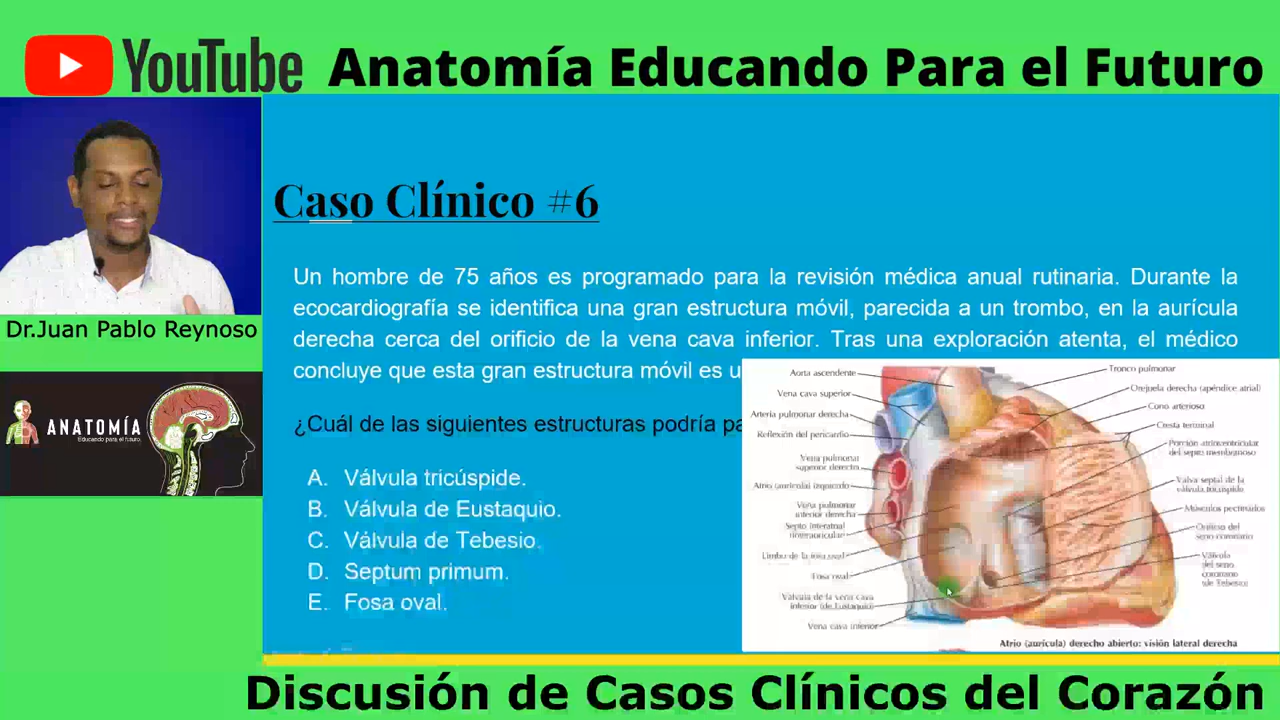 YouTube Anatomía Educando Para el Futuro
Caso Clínico #6
Un hombre de 75 años es programado para la revisión médica anual rutinaria. Durante la
ecocardiografía se identifica una gran estructura móvil, parecida a un trombo, en la aurícula
derecha cerca del orificio de la vena cava inferior. Tras una exploración atenta, el médico
concluye que esta gran estructura móvil es u
¿Cuál de las siguientes estructuras podría pa
A. Válvula tricúspide.
B. Válvula de Eustaquio.
C. Válvula de Tebesio.
D. Septum primum.
E. Fosa oval.
Dr.Juan Pablo Reynoso
ANATOMÍA
Educando para el futuro
Aorta ascendente
Vena cava superior
Arteria pulmonar derecha
Reflexión del pericardio
Vena pulmonar
superior derecha
Atrio (aurícula) izquierdo
Vena pulmonar
inferior derecha
Septo interatrial
(interauricular)
Limbo de la fosa oval
Fosa oval
Válvula de la vena cava
inferior (de Eustaquio)
Vena cava inferior
Tronco pulmonar
Orejuela derecha (apéndice atrial)
Cono arterioso
Cresta terminal
Porción atrioventricular
del septo membranoso
Valva septal de la
válvula tricúspide
Músculos pectinados
Orificio del
seno coronario
Válvula
del seno
coronario
(de Tebesio)
Atrio (aurícula) derecho abierto: visión lateral derecha
Discusión de Casos Clínicos del Corazón